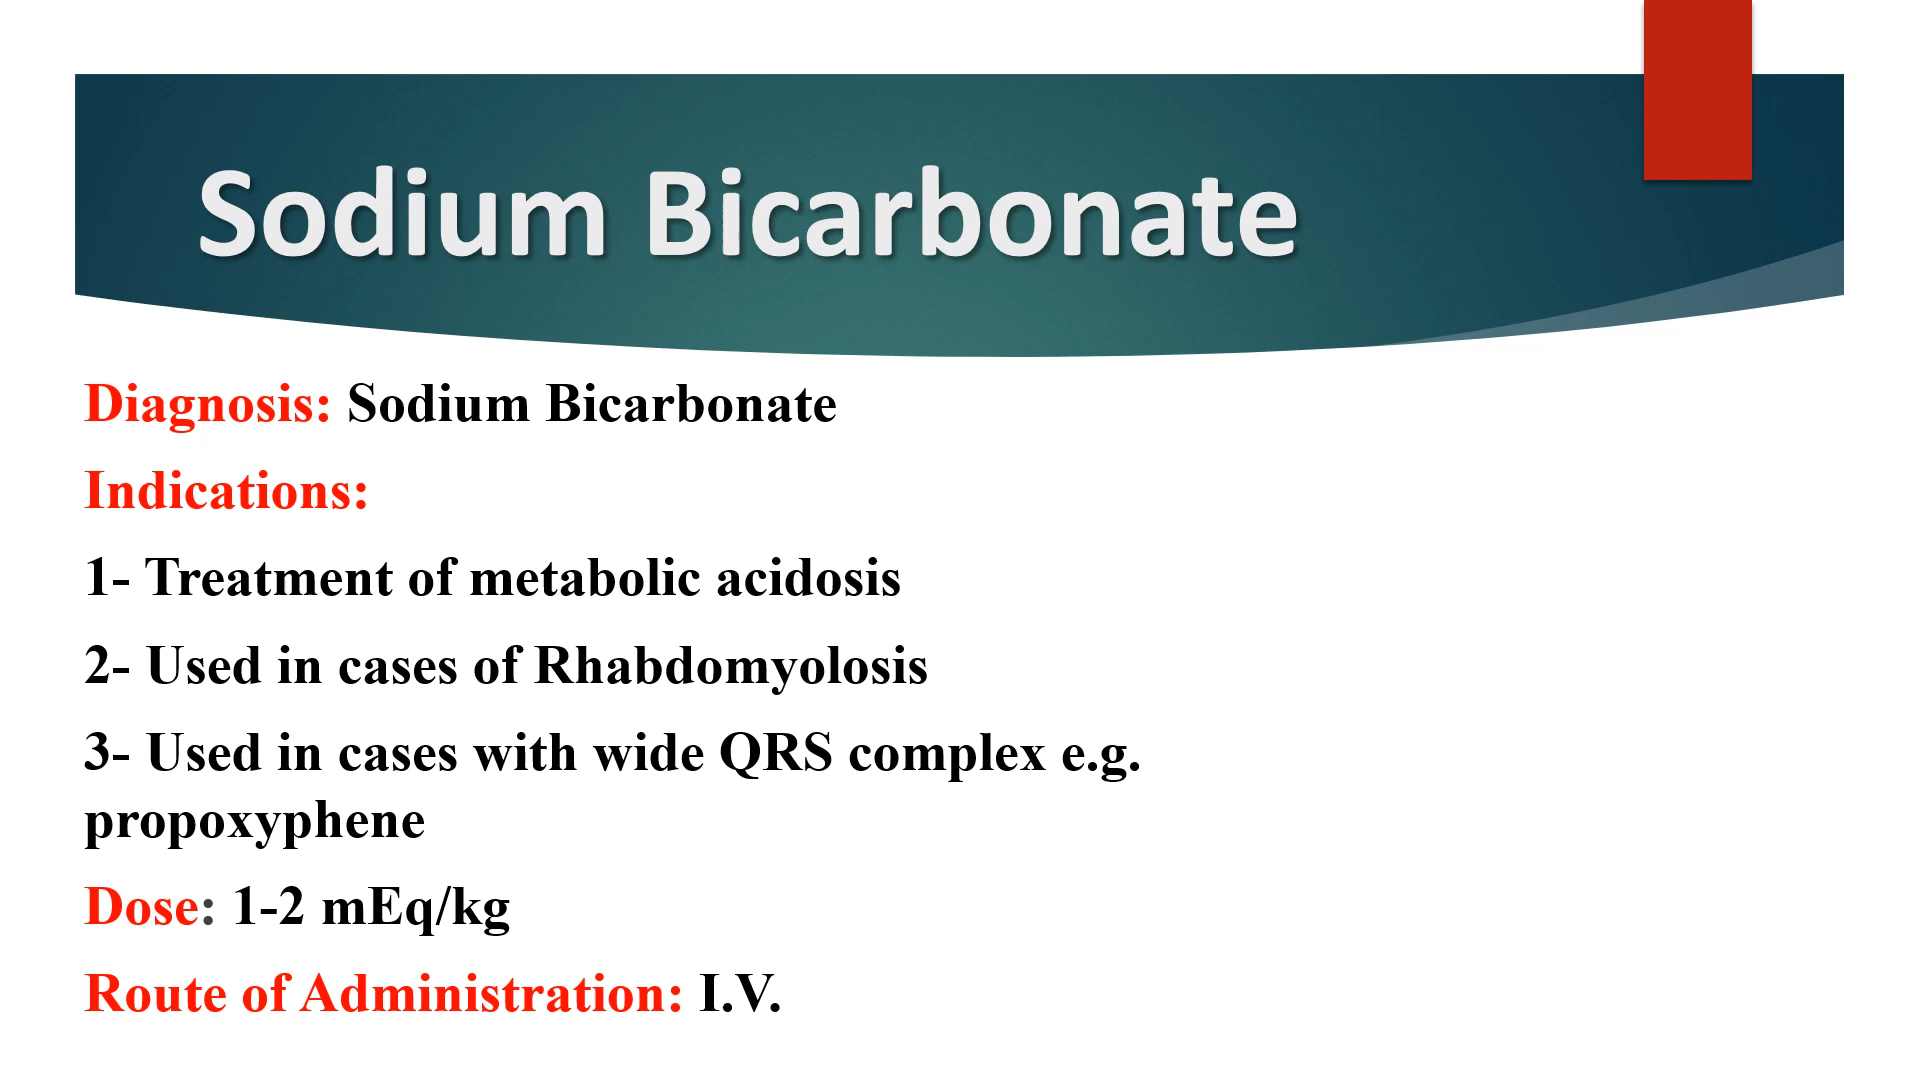 Sodium Bicarbonate
Diagnosis: Sodium Bicarbonate
Indications:
1- Treatment of metabolic acidosis
2- Used in cases of Rhabdomyolosis
3- Used in cases with wide QRS complex e.g.
propoxyphene
Dose: 1-2 mEq/kg
Route of Administration: I.V.